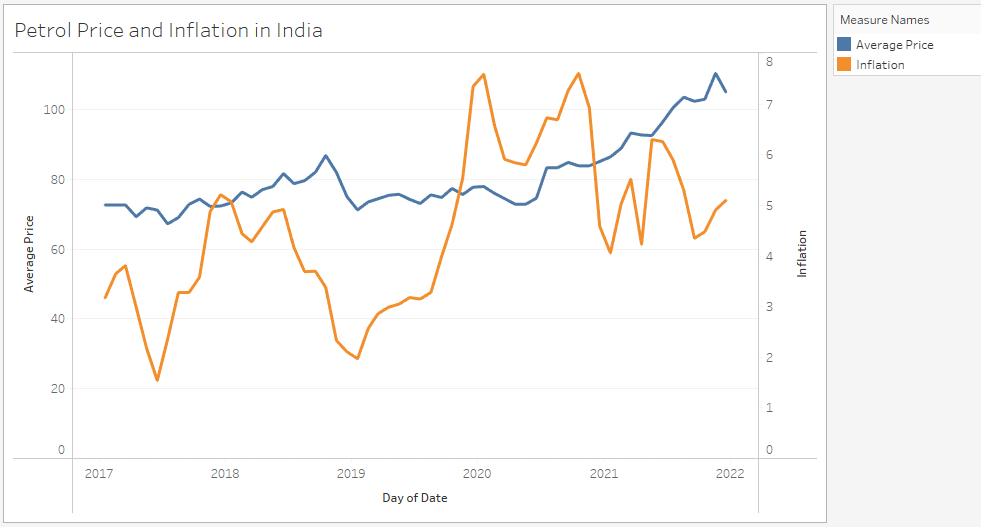 Petrol Price and Inflation in India
Measure Names
Average Price
Inflation
Average Price
100
80
60
40
20
0
8
7
6
5
4
3
2
1
0
Inflation
2017 2018 2019 2020 2021 2022
Day of Date